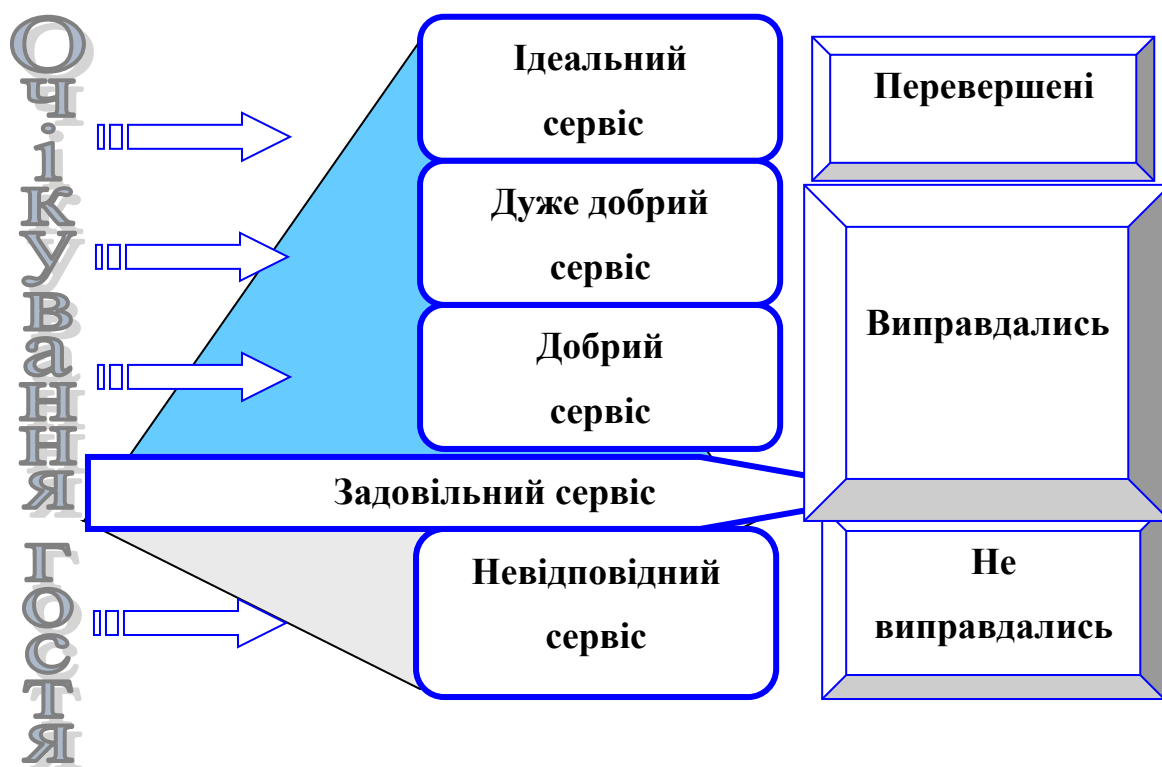 Очікування гостя
Ідеальний
сервіс
Перевершені
Дуже добрий
сервіс
Виправдались
Добрий
сервіс
Задовільний сервіс
Невідповідний
сервіс
Не
виправдались